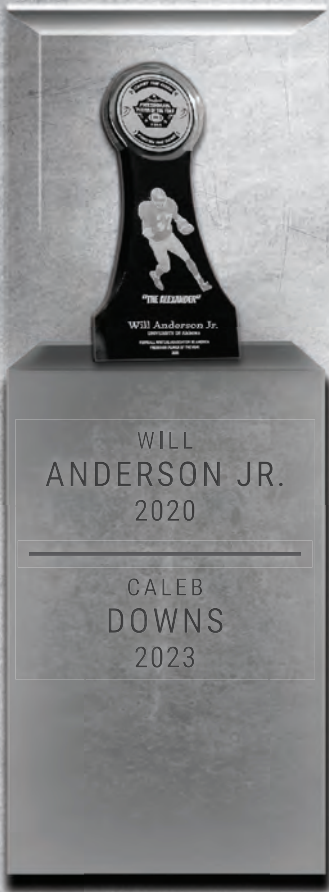 "THE ALEXANDER"
Will Anderson Jr.
UNIVERSITY OF ALABAMA
WILL
ANDERSON JR.
2020
CALEB
DOWNS
2023